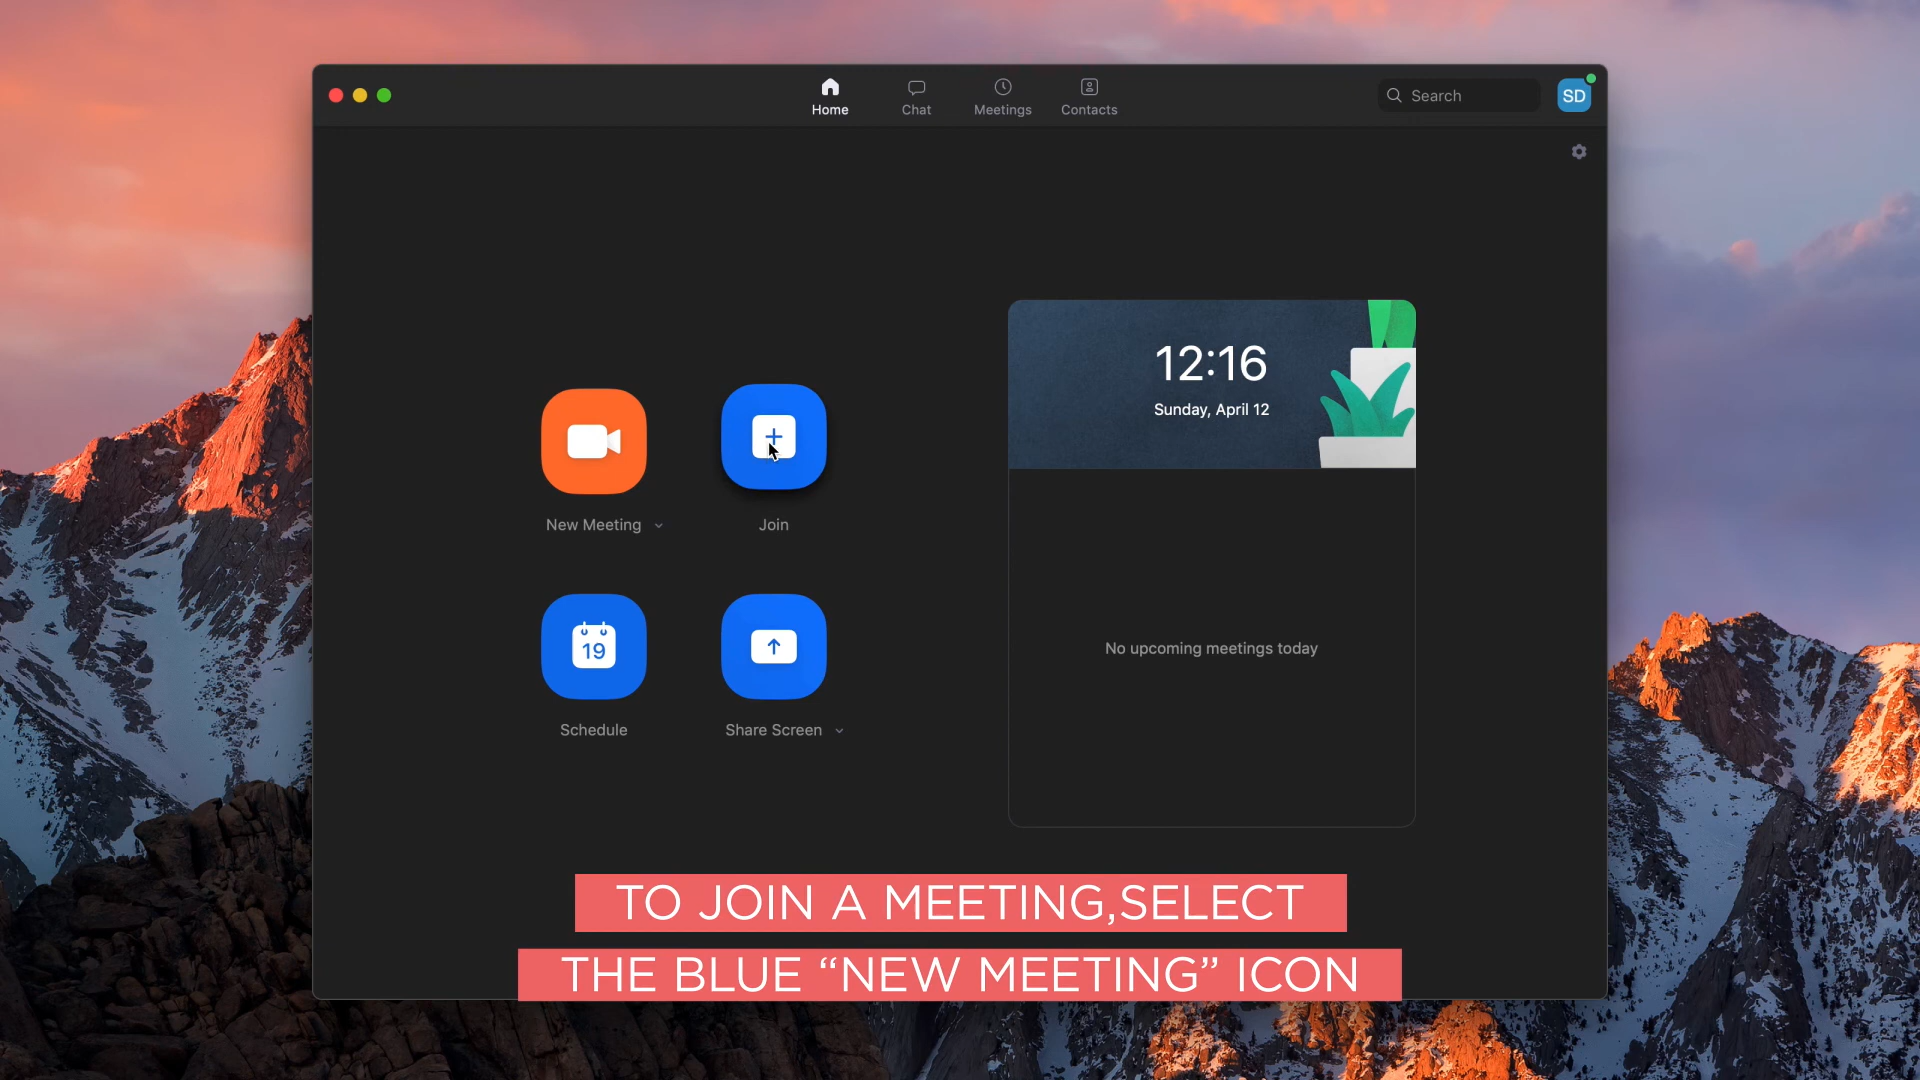 Home
Chat
Meetings
Contacts
Search
SD
12:16
Sunday, April 12
New Meeting
Join
19
Schedule
Share Screen
No upcoming meetings today
TO JOIN A MEETING,SELECT
THE BLUE “NEW MEETING” ICON